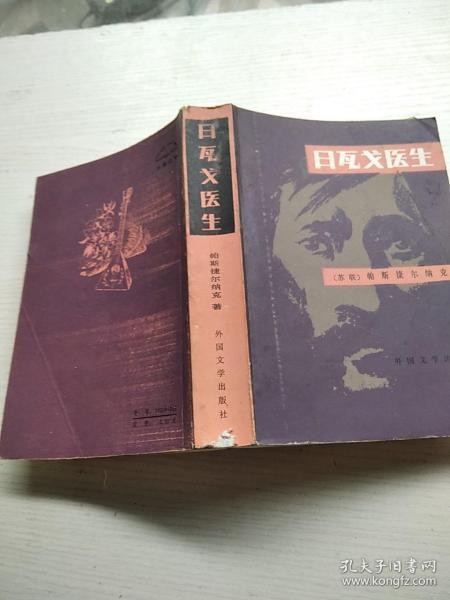 日瓦戈医生
〔苏联〕帕斯捷尔纳克
外国文学出
日瓦戈医生
帕斯捷尔纳克 著
外国文学出版社
孔夫子旧书网
www.kongfz.com